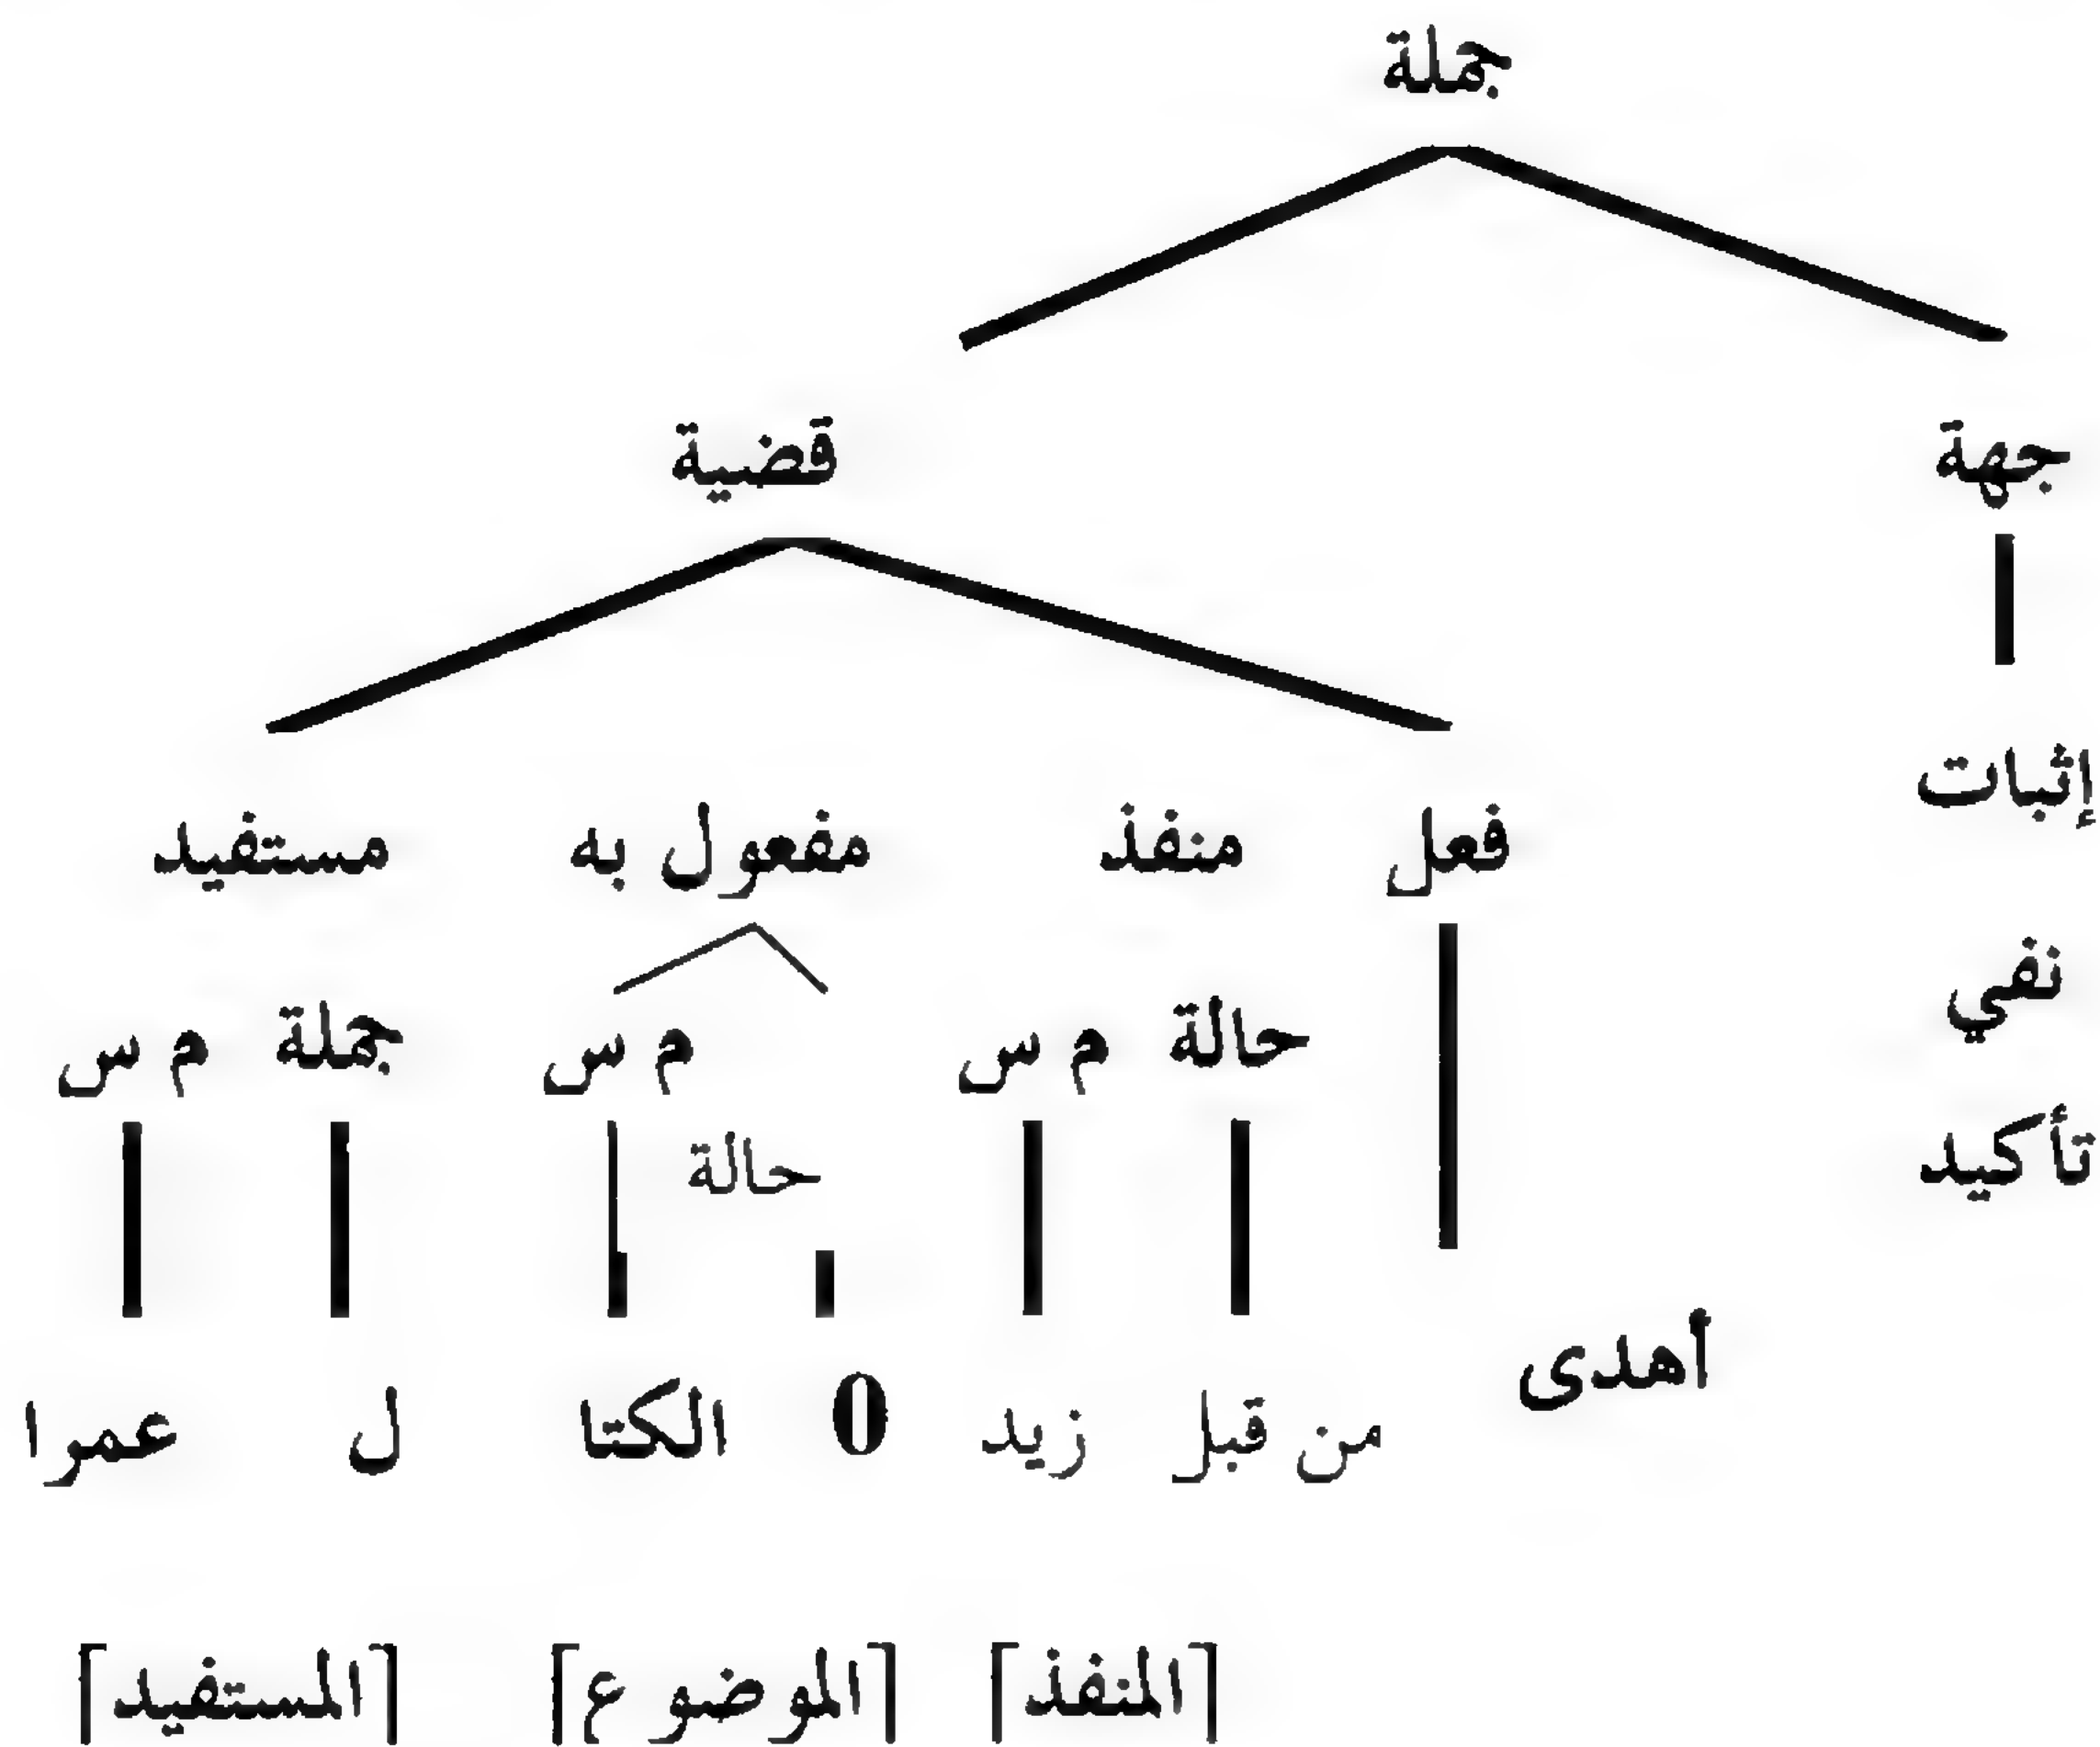 جملة
قضية
جهة
إثبات
نفي
تأكيد
فعل
منفذ
مفعول به
مستفيد
حالة
م س
م س
حالة
جملة
م س
أهدى
من قبل
زيد
0
الكتا
ل
عمرا
[المنفذ]
[الموضوع]
[المستفيد]